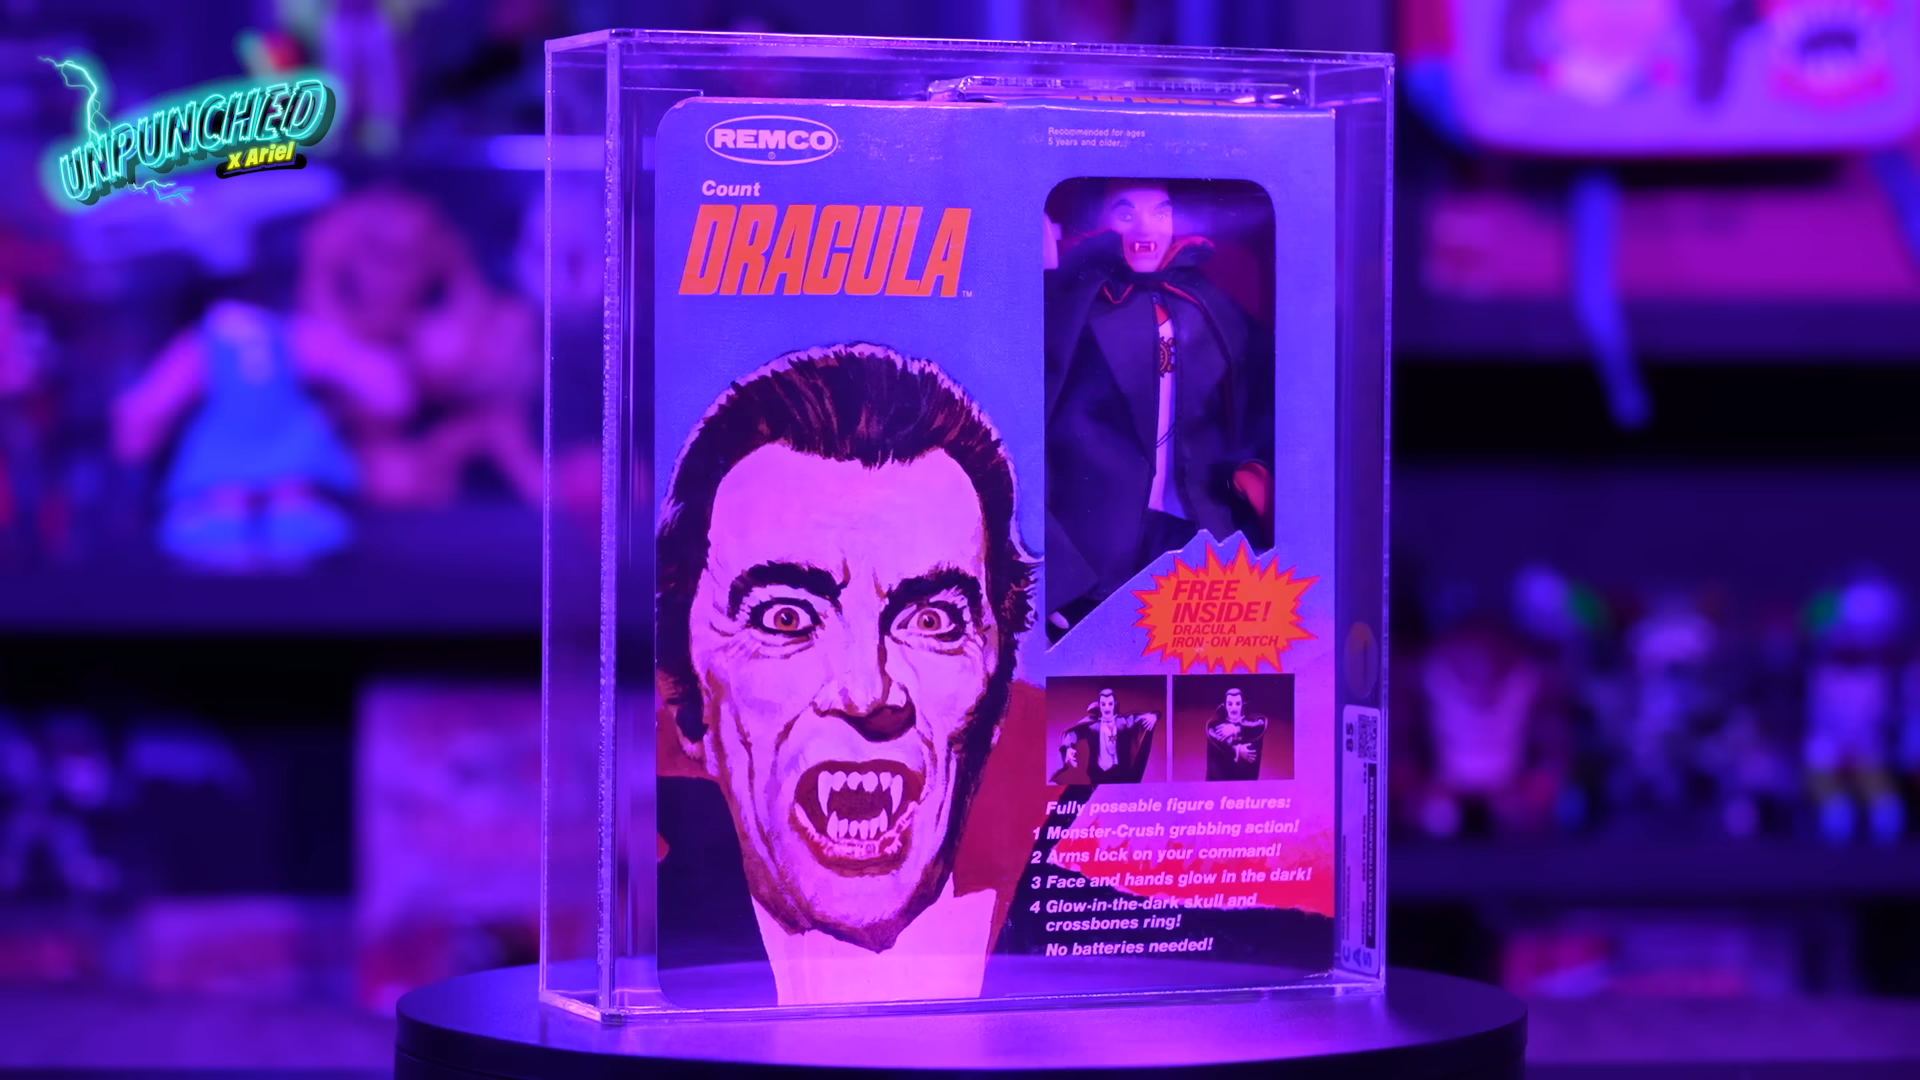 UNPUNCHED
x Ariel
REMCO
®
Recommended for ages
5 years and older.
Count
DRACULA
TM
FREE
INSIDE!
DRACULA
IRON-ON PATCH
Fully poseable figure features:
1 Monster-Crush grabbing action!
2 Arms lock on your command!
3 Face and hands glow in the dark!
4 Glow-in-the-dark skull and
crossbones ring!
No batteries needed!
85
CAS